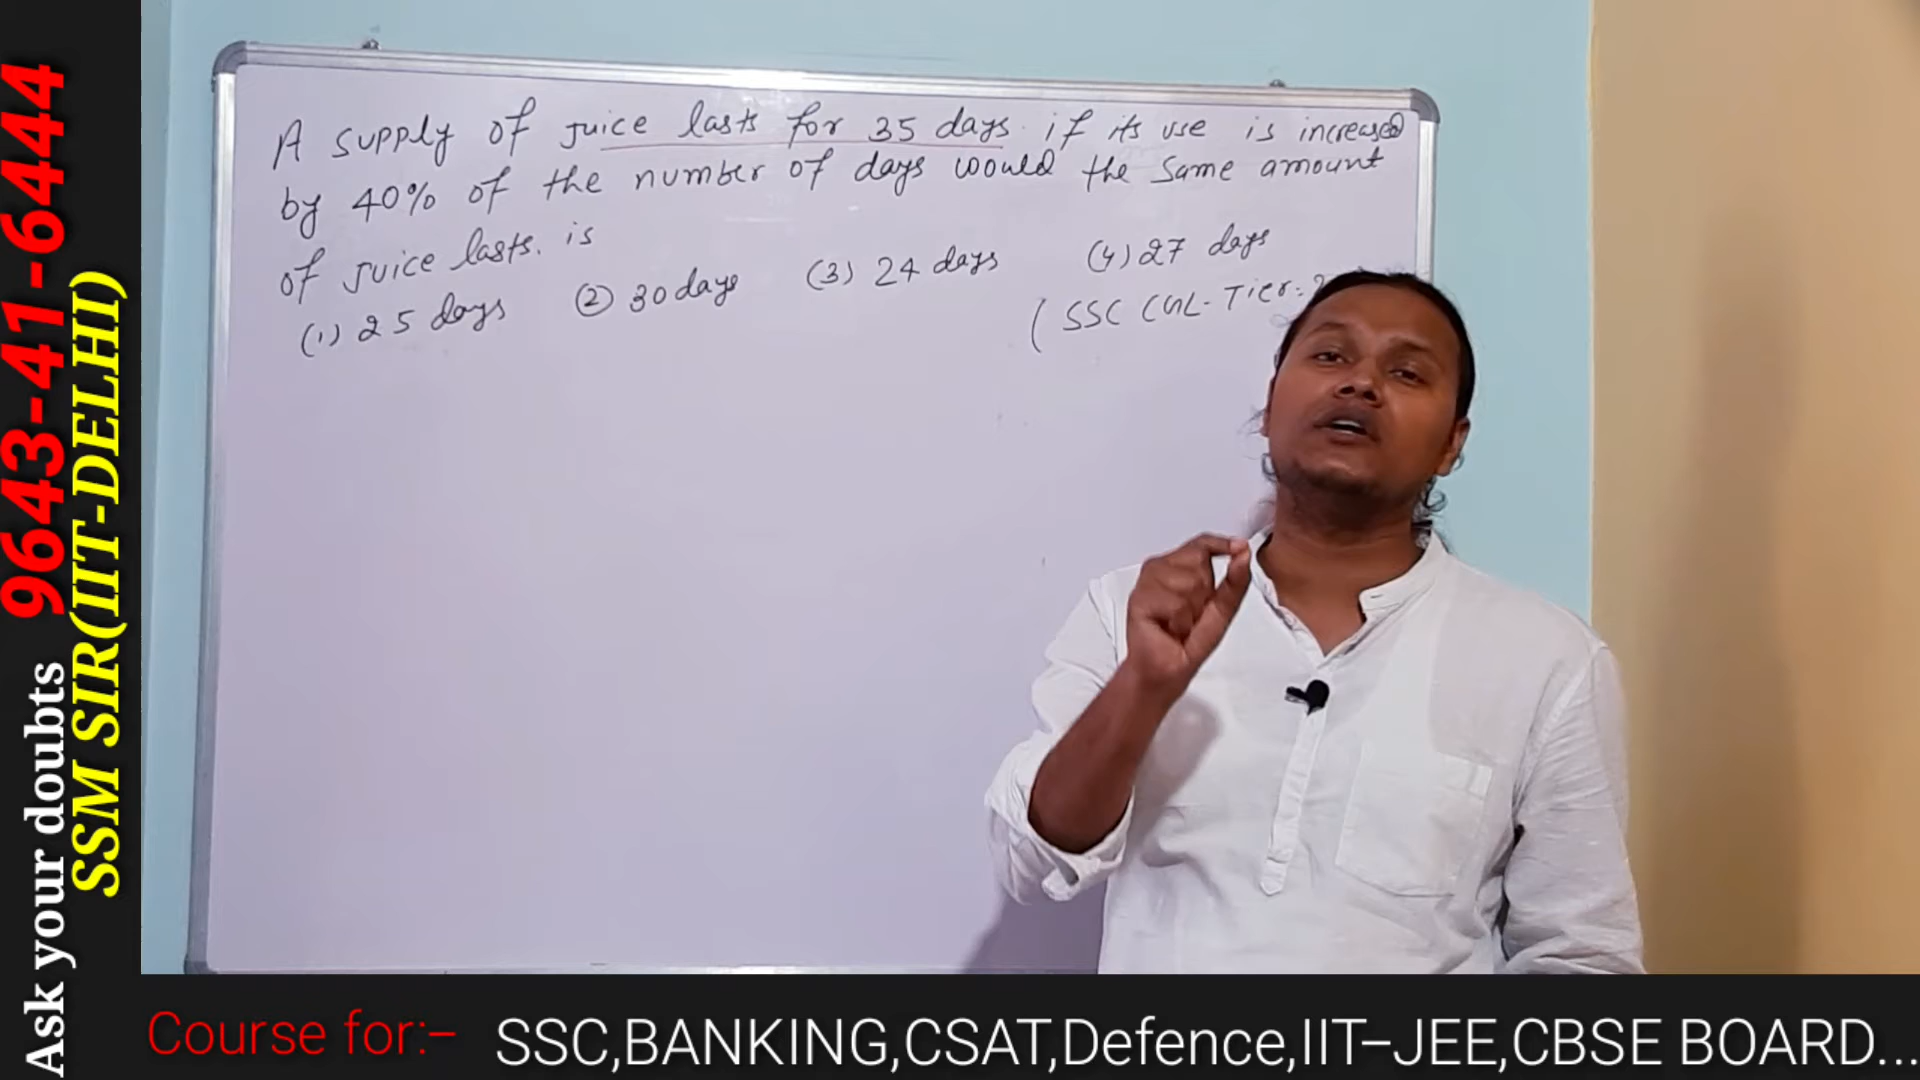 A supply of juice lasts for 35 days. if its use is increased
by 40% of the number of days would the same amount
of juice lasts. is
(1) 25 days (2) 30 days (3) 24 days (4) 27 days
( SSC CGL- Tier:
9643-41-6444
Ask your doubts
SSM SIR(IIT-DELHI)
Course for:– SSC,BANKING,CSAT,Defence,IIT–JEE,CBSE BOARD...